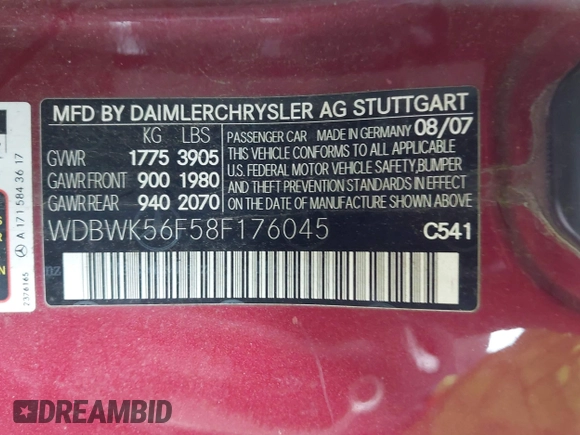 MFD BY DAIMLERCHRYSLER AG STUTTGART
KG LBS
GVWR 1775 3905
GAWR FRONT 900 1980
GAWR REAR 940 2070
PASSENGER CAR MADE IN GERMANY 08/07
THIS VEHICLE CONFORMS TO ALL APPLICABLE
U.S. FEDERAL MOTOR VEHICLE SAFETY, BUMPER
AND THEFT PREVENTION STANDARDS IN EFFECT
ON THE DATE OF MANUFACTURE SHOWN ABOVE
WDBWK56F58F176045 C541
A 171 584 36 17
2376165
DREAMBID